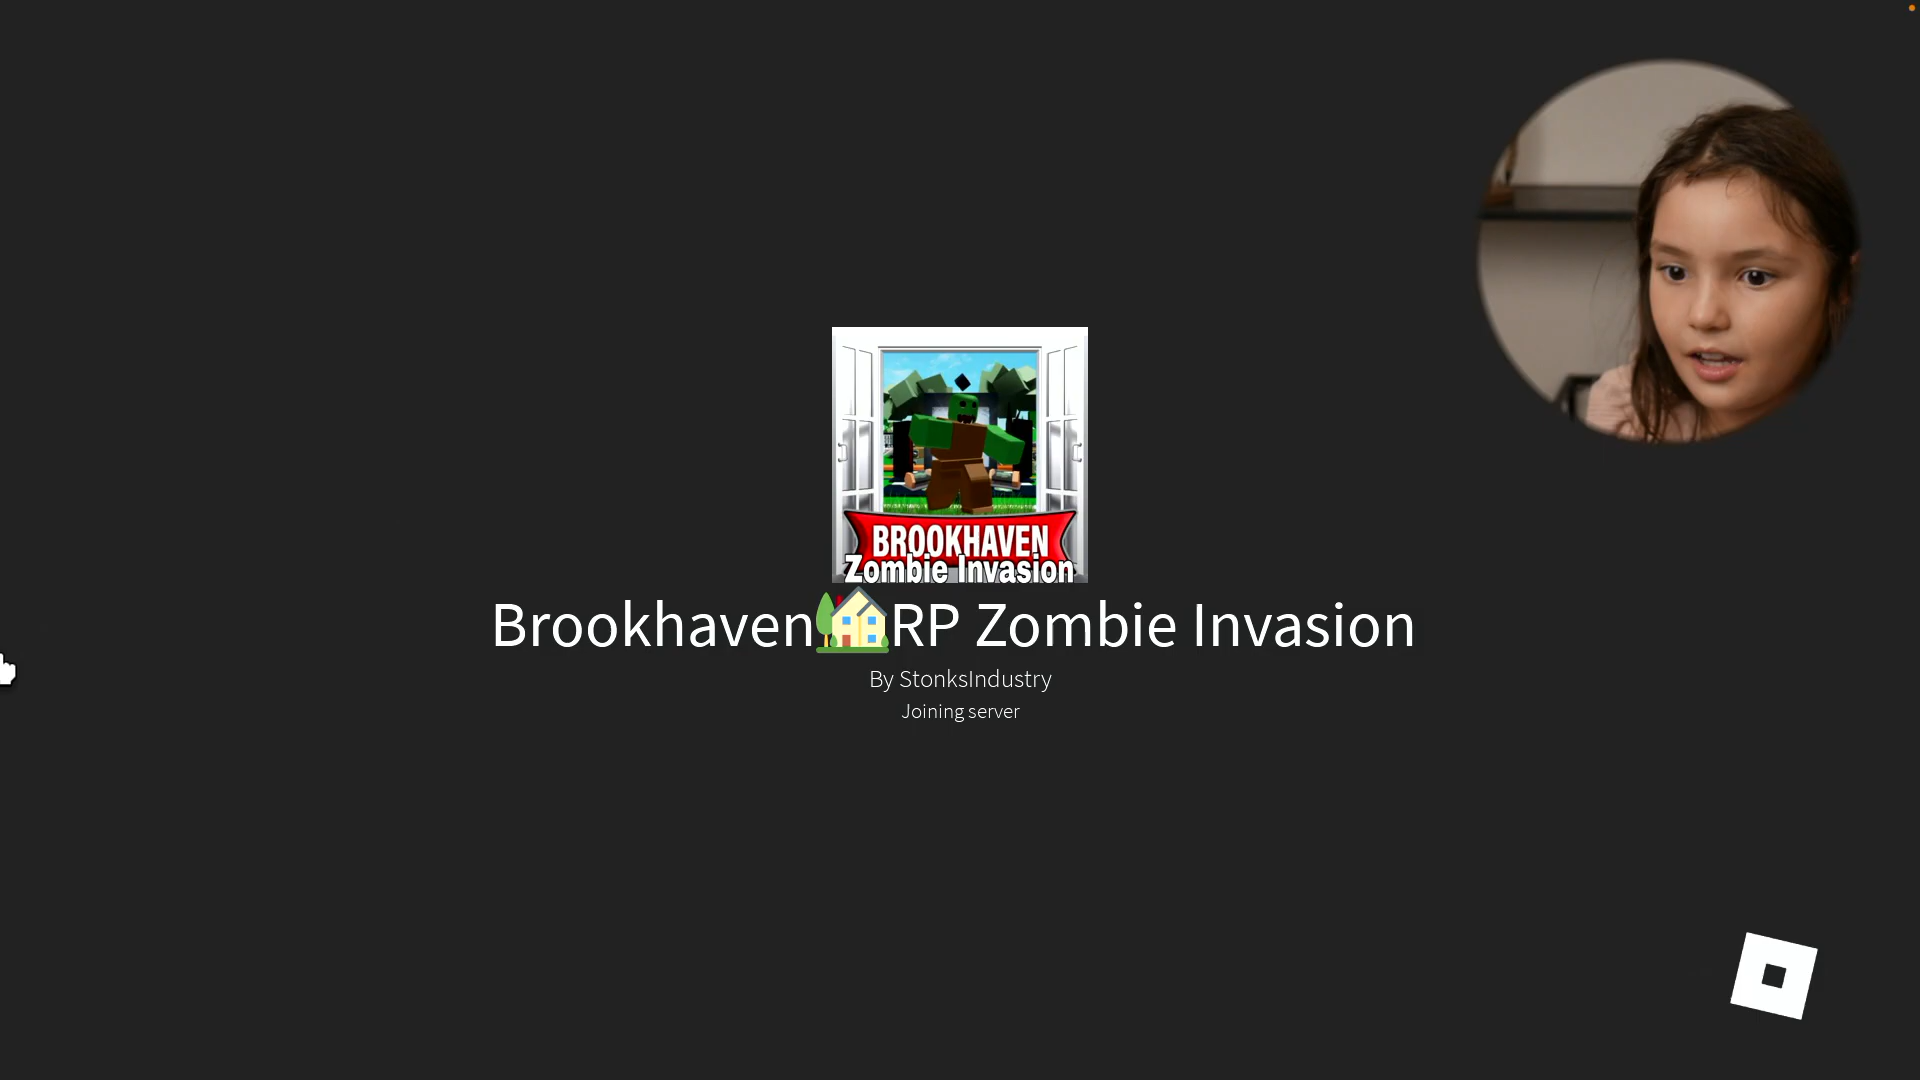 BROOKHAVEN
Zombie Invasion
Brookhaven🏡RP Zombie Invasion
By StonksIndustry
Joining server